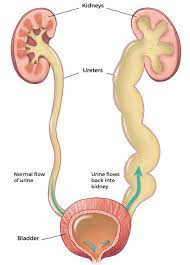 Kidneys
Ureters
Normal flow
of urine
Urine flows
back into
kidney
Bladder